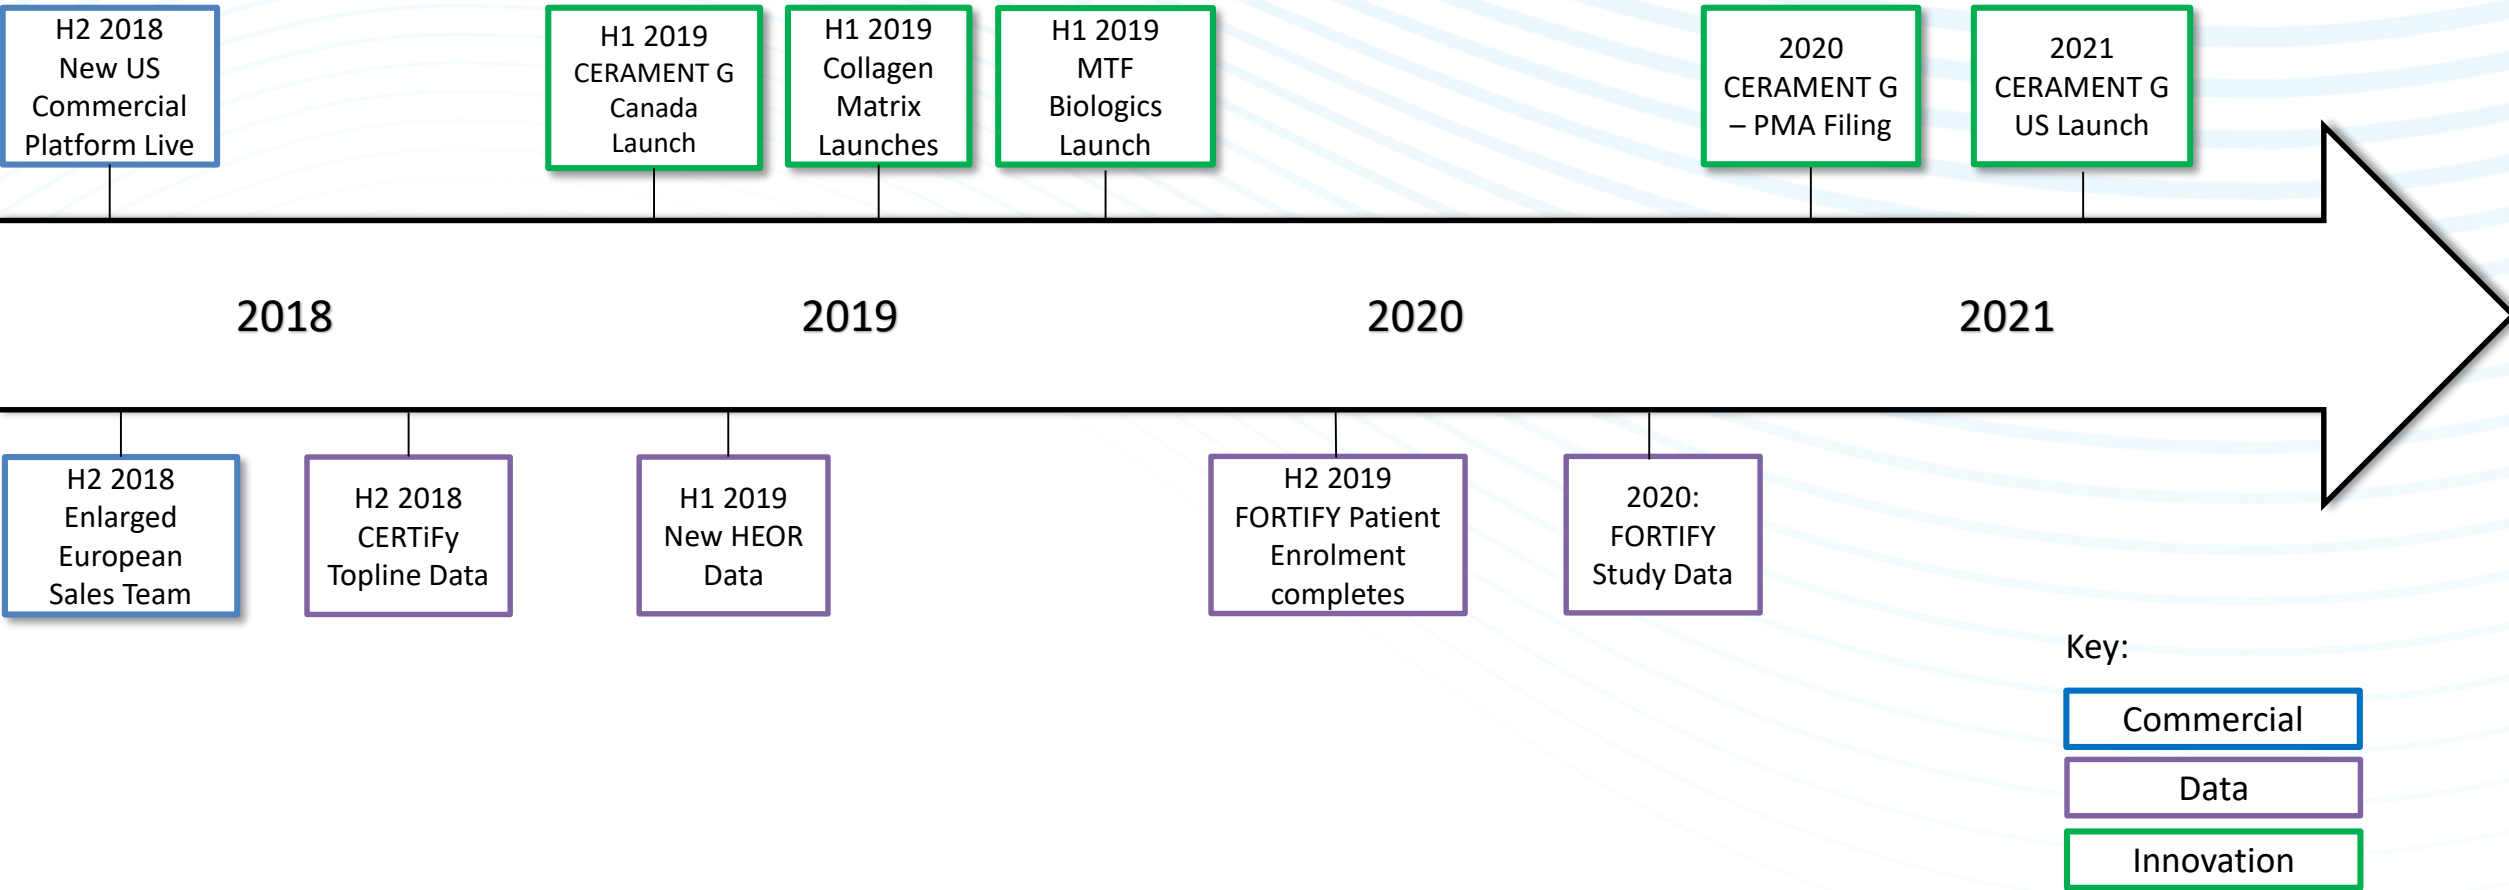 H2 2018
New US
Commercial
Platform Live
H1 2019
CERAMENT G
Canada
Launch
H1 2019
Collagen
Matrix
Launches
H1 2019
MTF
Biologics
Launch
2020
CERAMENT G
– PMA Filing
2021
CERAMENT G
US Launch
2018
2019
2020
2021
H2 2018
Enlarged
European
Sales Team
H2 2018
CERTiFy
Topline Data
H1 2019
New HEOR
Data
H2 2019
FORTIFY Patient
Enrolment
completes
2020:
FORTIFY
Study Data
Key:
Commercial
Data
Innovation